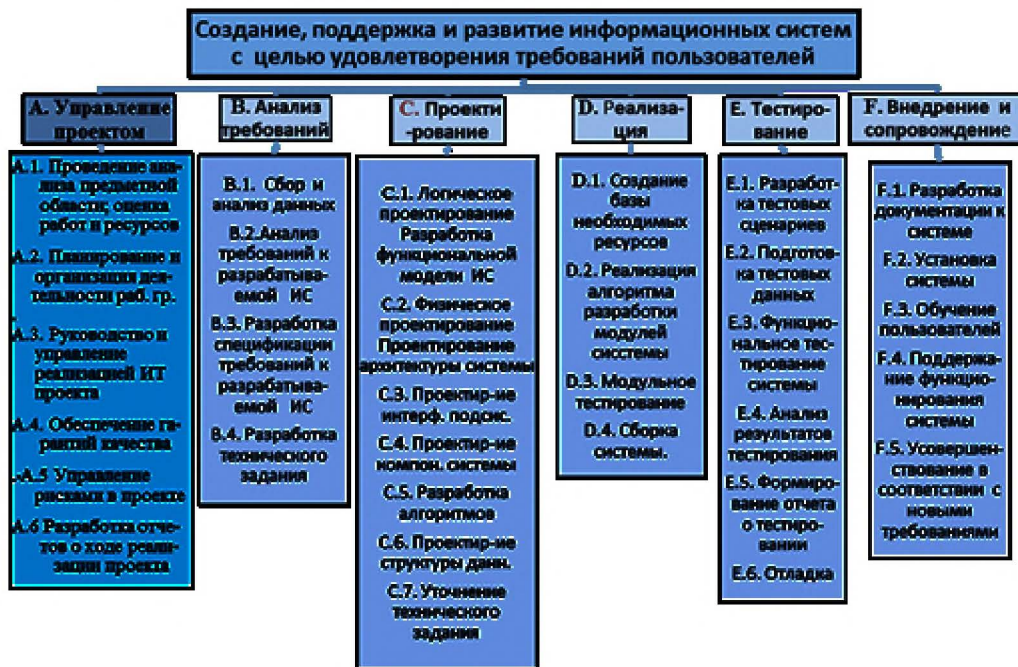 Создание, поддержка и развитие информационных систем
с целью удовлетворения требований пользователей
А. Управление
проектом
В. Анализ
требований
С. Проекти
-рование
D. Реализа-
ция
Е. Тестиро-
вание
F. Внедрение и
сопровождение
А.1. Проведение ана-
лиза предметной
области; оценка
работ и ресурсов
А.2. Планирование и
организация дея-
тельности раб. гр.
.
А.3. Руководство и
управление
реализацией ИТ
проекта
А.4. Обеспечение га-
рантий качества
.-А.5 Управление
рисками в проекте
А.6 Разработка отче-
тов о ходе реали-
зации проекта
В.1. Сбор и
анализ данных
В.2.Анализ
требований к
разрабатыва-
емой ИС
В.3. Разработка
спецификации
требований к
разрабатыва-
емой ИС
В.4. Разработка
технического
задания
С.1. Логическое
проектирование
Разработка
функциональной
модели ИС
С.2. Физическое
проектирование
Проектирование
архитектуры системы
С.3. Проектир-ие
интерф. подсис.
С.4. Проектир-ие
компон. системы
С.5. Разработка
алгоритмов
С.6. Проектир-ие
структуры данн.
С.7. Уточнение
технического
задания
D.1. Создание
базы
необходимых
ресурсов
D.2. Реализация
алгоритма
разработки
модулей
сисстемы
D.3. Модульное
тестирование
D.4. Сборка
системы.
Е.1. Разработ-
ка тестовых
сценариев
Е.2. Подготов-
ка тестовых
данных
Е.3. Функцио-
нальное тес-
тирование
системы
Е.4. Анализ
результатов
тестирования
Е.5. Формиро-
вание отчета
о тестиро-
вании
Е.6. Отладка
F.1. Разработка
документации к
системе
F.2. Установка
системы
F.3. Обучение
пользователей
F.4. Поддержа-
ние функцио-
нирования
системы
F.5. Усовершен-
ствование в
соответствии с
новыми
требованиями